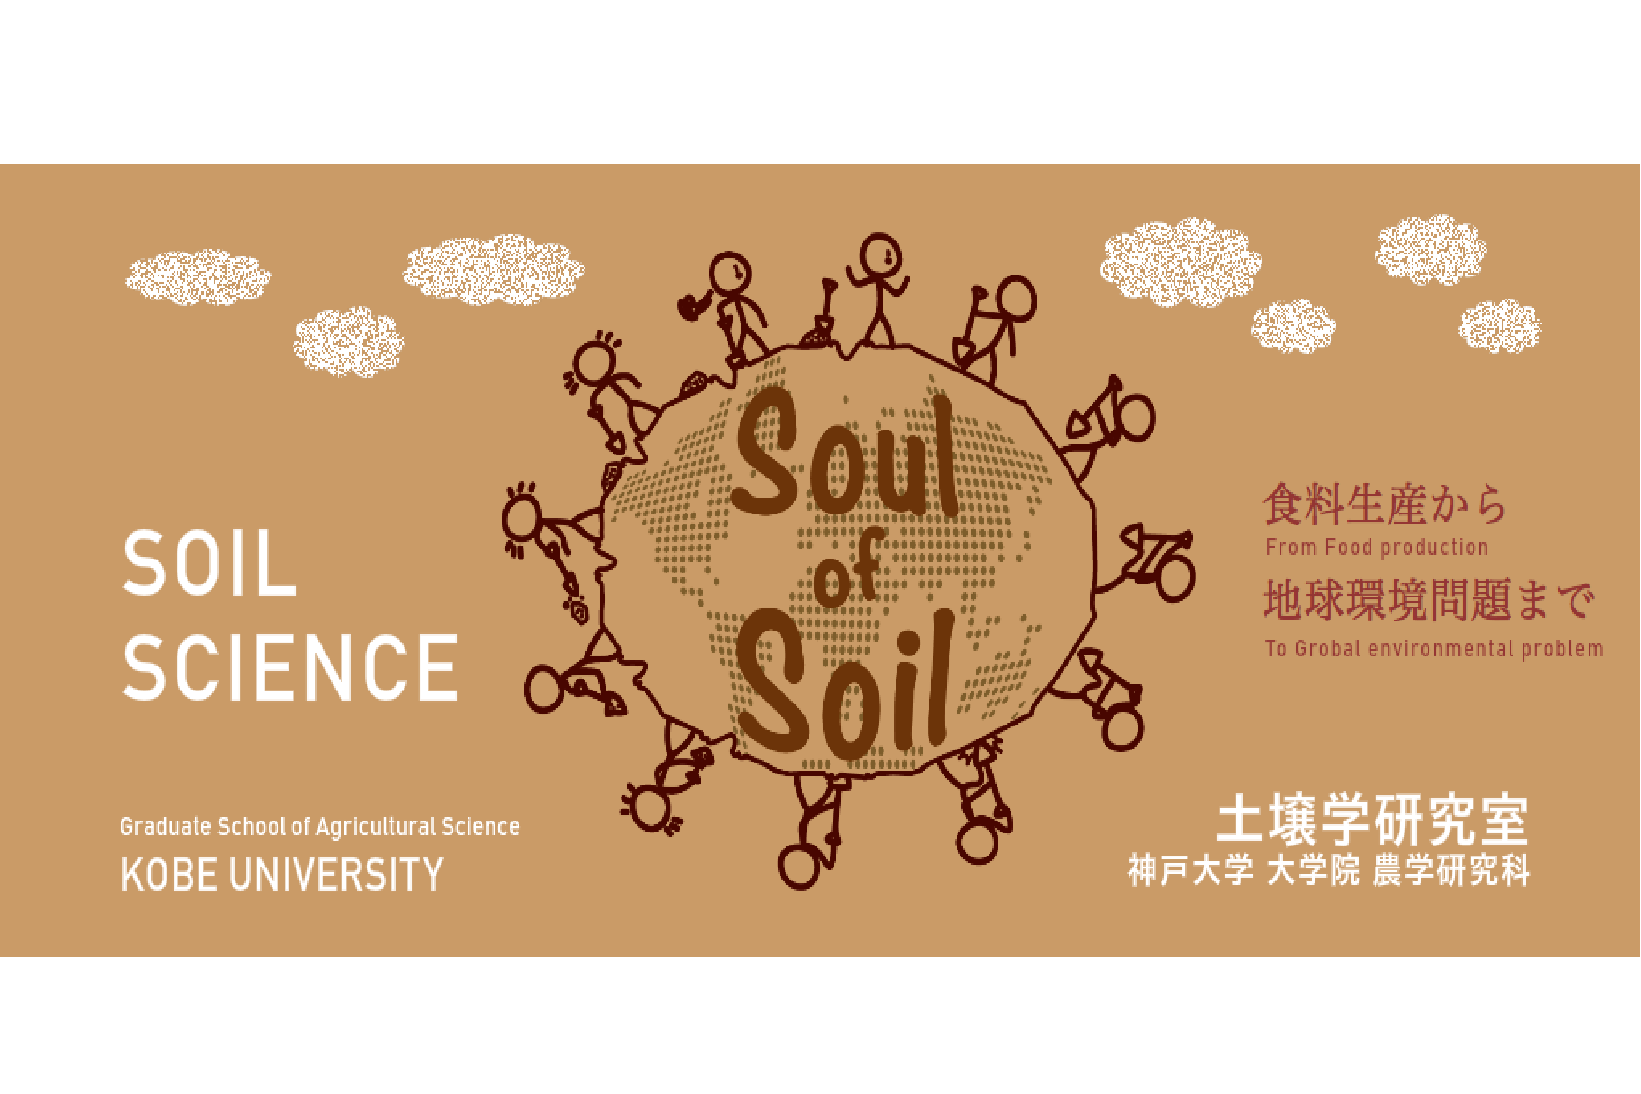 Soul
of
Soil
SOIL
SCIENCE
Graduate School of Agricultural Science
KOBE UNIVERSITY
食料生産から
From Food production
地球環境問題まで
To Grobal environmental problem
土壌学研究室
神戸大学 大学院 農学研究科